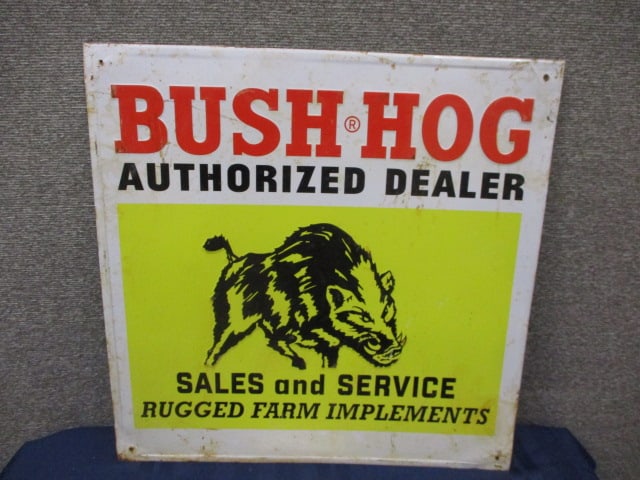 BUSH®HOG
AUTHORIZED DEALER
SALES and SERVICE
RUGGED FARM IMPLEMENTS